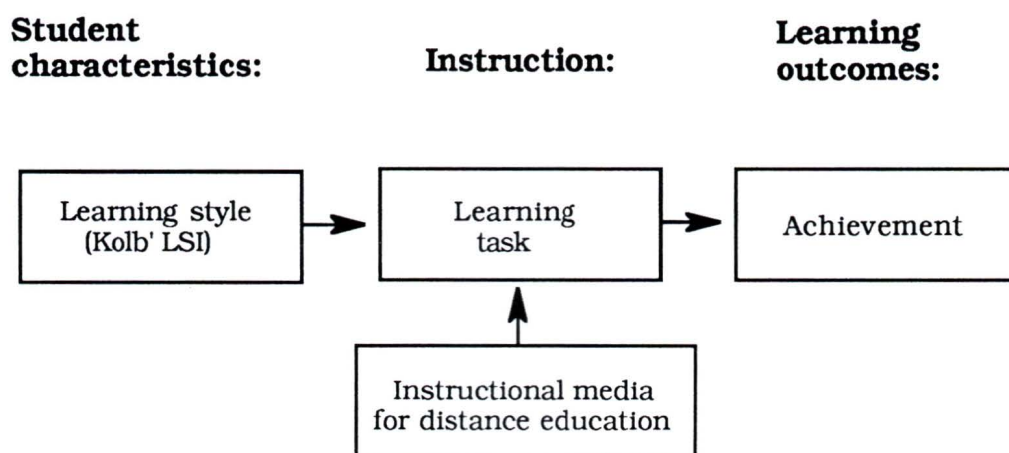 Student
characteristics:
Instruction:
Learning
outcomes:
Learning style
(Kolb' LSI)
Learning
task
Achievement
Instructional media
for distance education